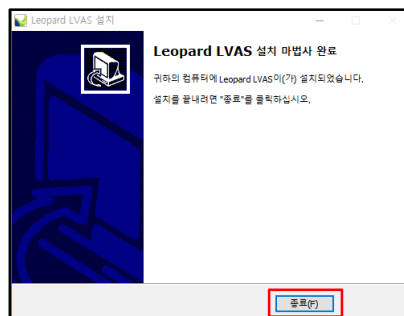 Leopard LVAS 설치
Leopard LVAS 설치 마법사 완료
귀하의 컴퓨터에 Leopard LVAS이(가) 설치되었습니다.
설치를 끝내려면 "종료"를 클릭하십시오.
종료(F)